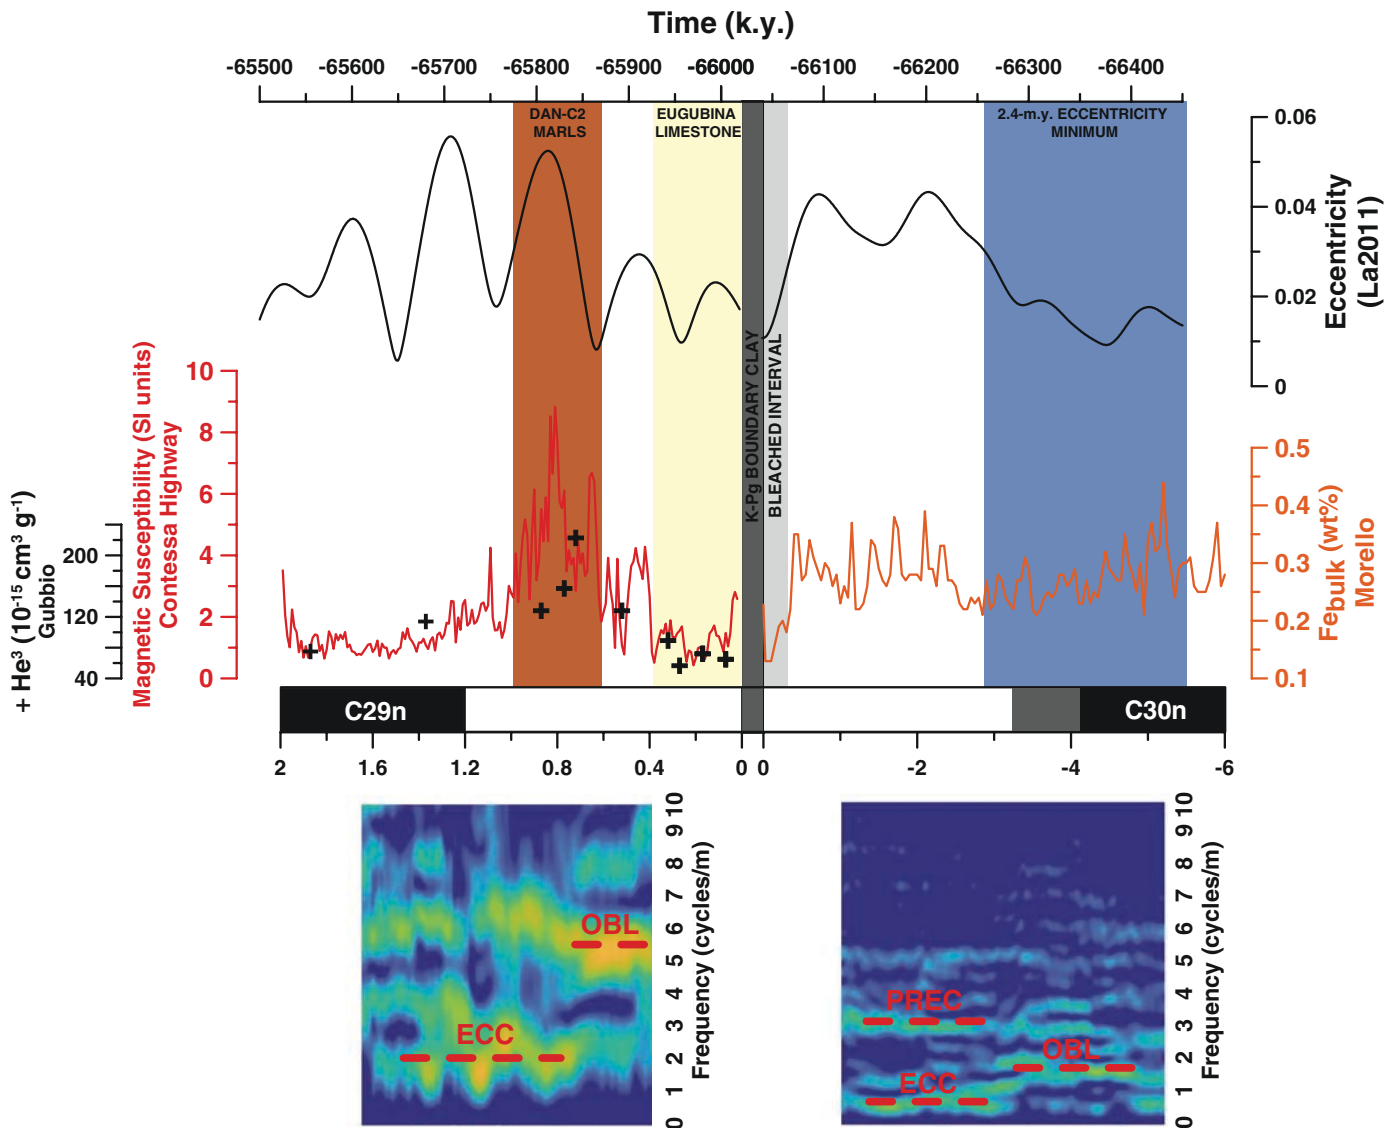 Time (k.y.)
-65500 -65600 -65700 -65800 -65900 -66000 -66100 -66200 -66300 -66400
DAN-C2
MARLS
EUGUBINA
LIMESTONE
2.4-m.y. ECCENTRICITY
MINIMUM
K-Pg BOUNDARY CLAY
BLEACHED INTERVAL
0.06
0.04
0.02
0
Eccentricity
(La2011)
10
8
6
4
2
0
Magnetic Susceptibility (SI units)
Contessa Highway
200
120
40
+ He³ (10⁻¹⁵ cm³ g⁻¹)
Gubbio
0.5
0.4
0.3
0.2
0.1
Febulk (wt%)
Morello
C29n
C30n
2 1.6 1.2 0.8 0.4 0 0 -2 -4 -6
OBL
ECC
10
9
8
7
6
5
4
3
2
1
0
Frequency (cycles/m)
PREC
OBL
ECC
10
9
8
7
6
5
4
3
2
1
0
Frequency (cycles/m)